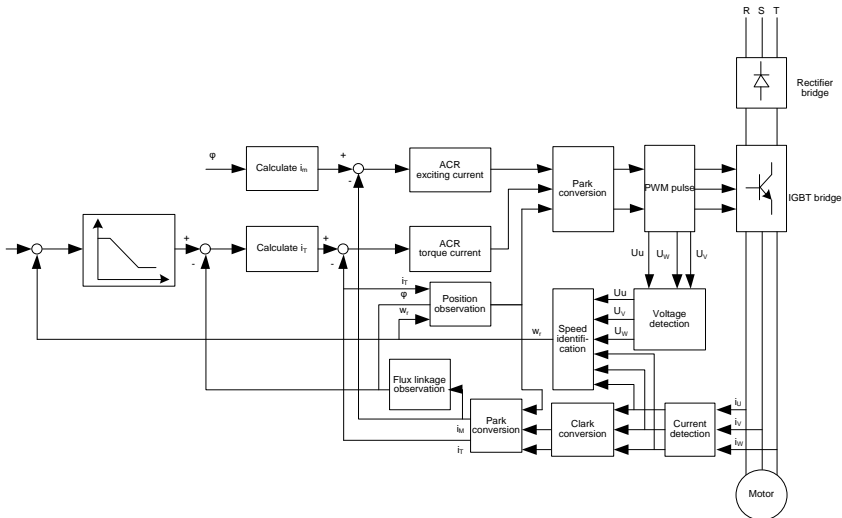 R S T
Rectifier
bridge
φ
Calculate im
+
-
ACR
exciting current
Park
conversion
PWM pulse
IGBT bridge
+
-
Calculate iT
+
-
ACR
torque current
Uu
UW
UV
iT
φ
wr
Position
observation
wr
Speed
identifi-
cation
Uu
UV
UW
Voltage
detection
Flux linkage
observation
iM
iT
Park
conversion
Clark
conversion
Current
detection
iU
iV
iW
Motor